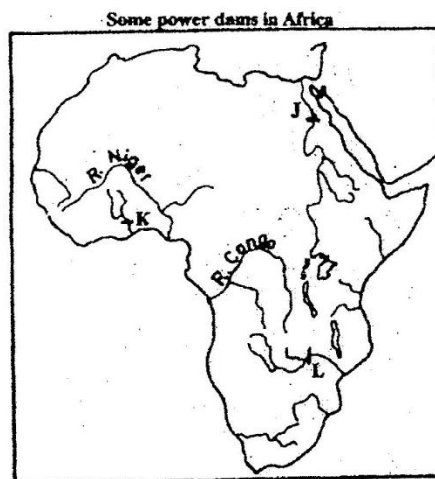 Some power dams in Africa
J
R. Niger
K
R. Congo
L